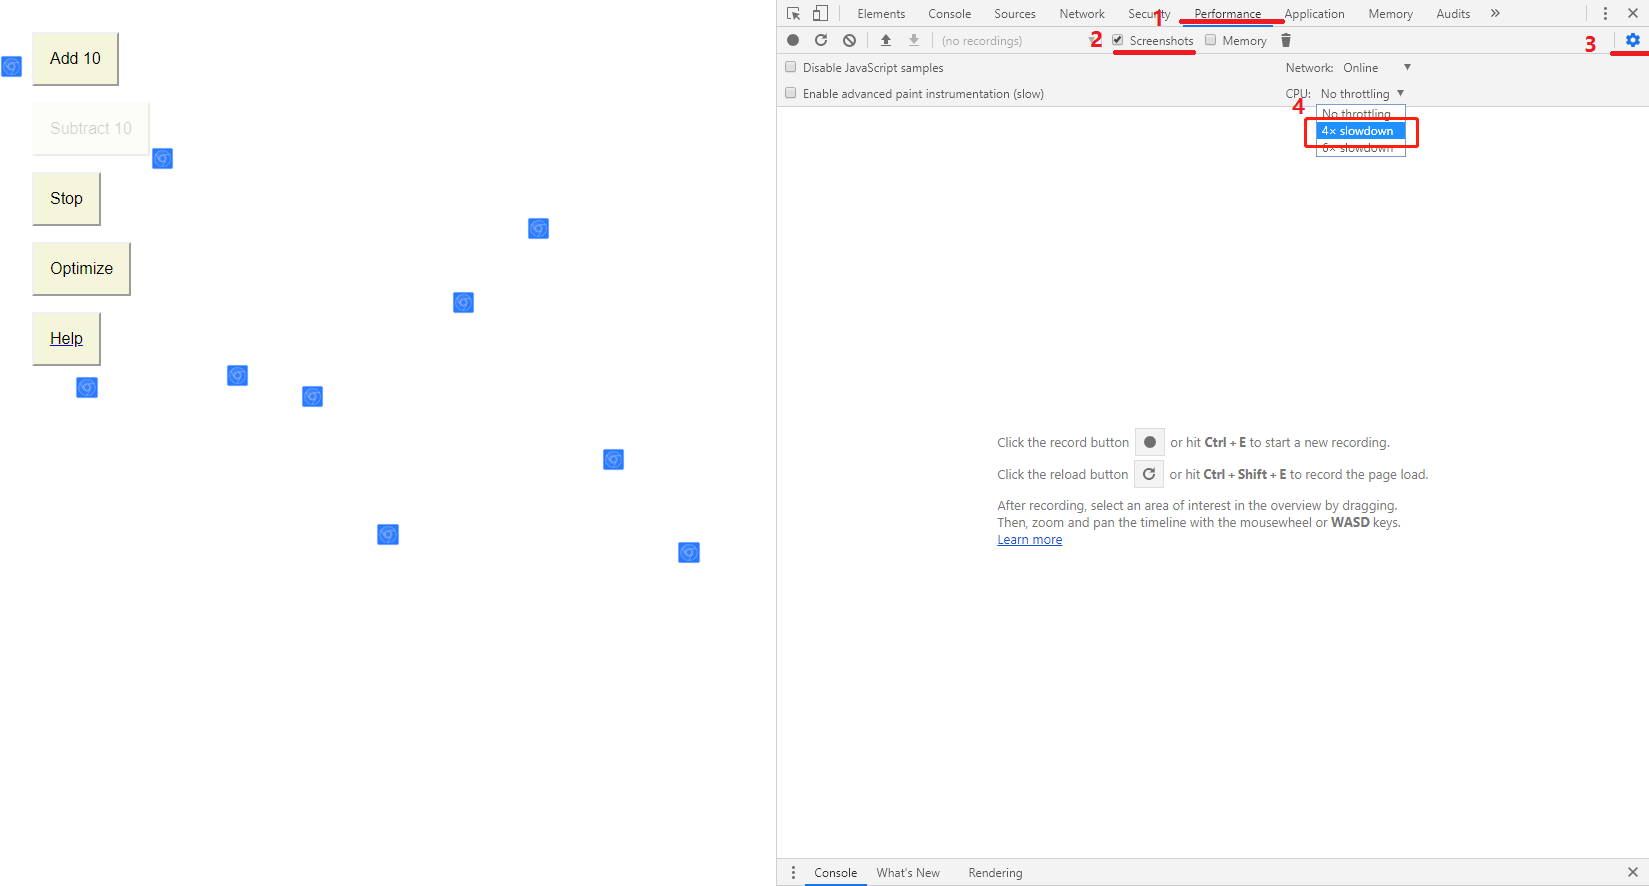 Add 10
Subtract 10
Stop
Optimize
Help
Elements Console Sources Network Security 1 Performance Application Memory Audits »
(no recordings) 2 Screenshots Memory 3
Disable JavaScript samples Network: Online
Enable advanced paint instrumentation (slow) CPU: No throttling
4 No throttling
4× slowdown
6× slowdown
Click the record button or hit Ctrl + E to start a new recording.
Click the reload button or hit Ctrl + Shift + E to record the page load.
After recording, select an area of interest in the overview by dragging.
Then, zoom and pan the timeline with the mousewheel or WASD keys.
Learn more
Console What's New Rendering